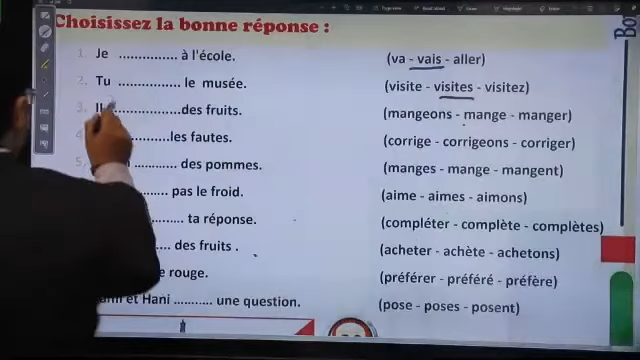 Choisissez la bonne réponse :
1. Je ................ à l'école. (va - vais - aller)
2. Tu ................. le musée. (visite - visites - visitez)
3. Il ..................des fruits. (mangeons - mange - manger)
4 ..........les fautes. (corrige - corrigeons - corriger)
5 ............ des pommes. (manges - mange - mangent)
......... pas le froid. (aime - aimes - aimons)
......... ta réponse. (compléter - complète - complètes)
.... des fruits . (acheter - achète - achetons)
rouge. (préférer - préféré - préfère)
et Hani ........... une question. (pose - poses - posent)